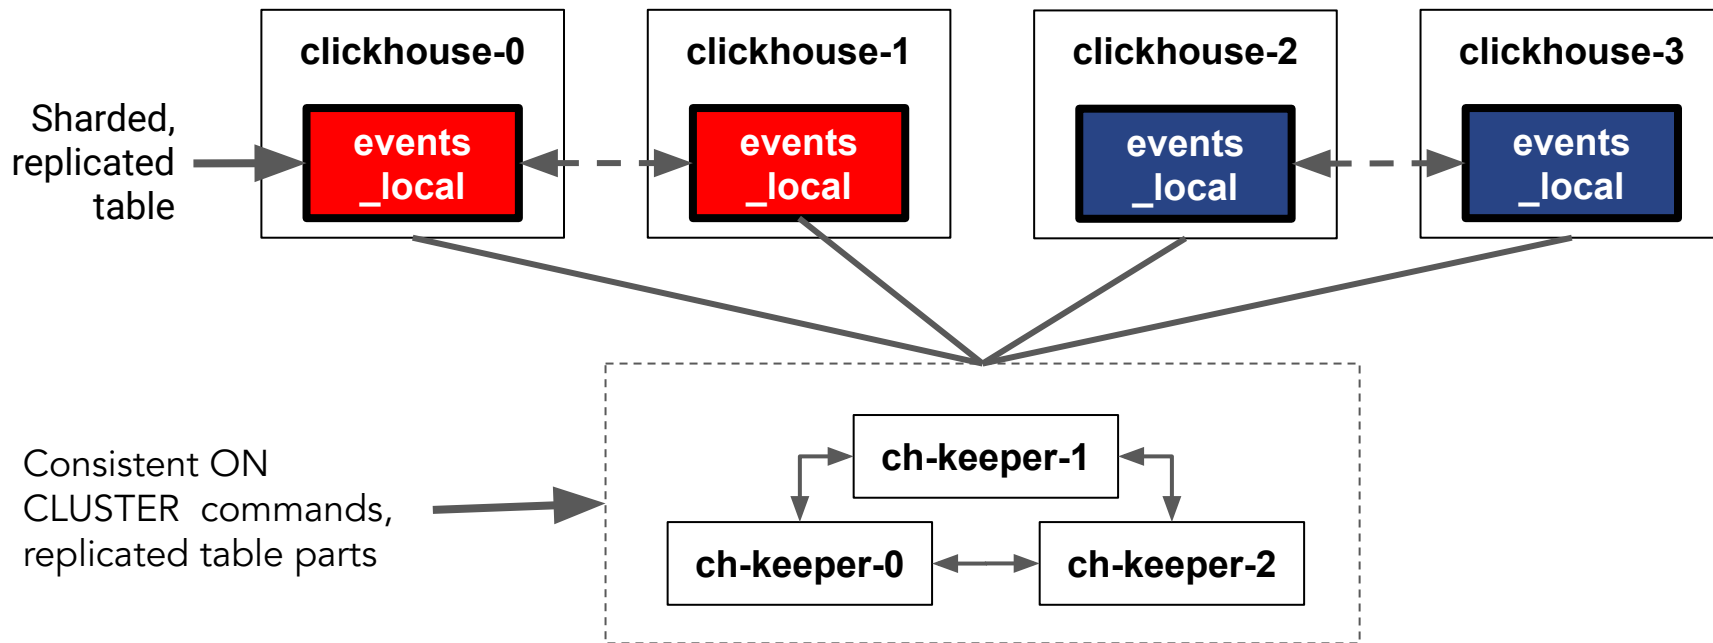 clickhouse-0
clickhouse-1
clickhouse-2
clickhouse-3
Sharded,
replicated
table
events
_local
events
_local
events
_local
events
_local
Consistent ON
CLUSTER commands,
replicated table parts
ch-keeper-1
ch-keeper-0
ch-keeper-2